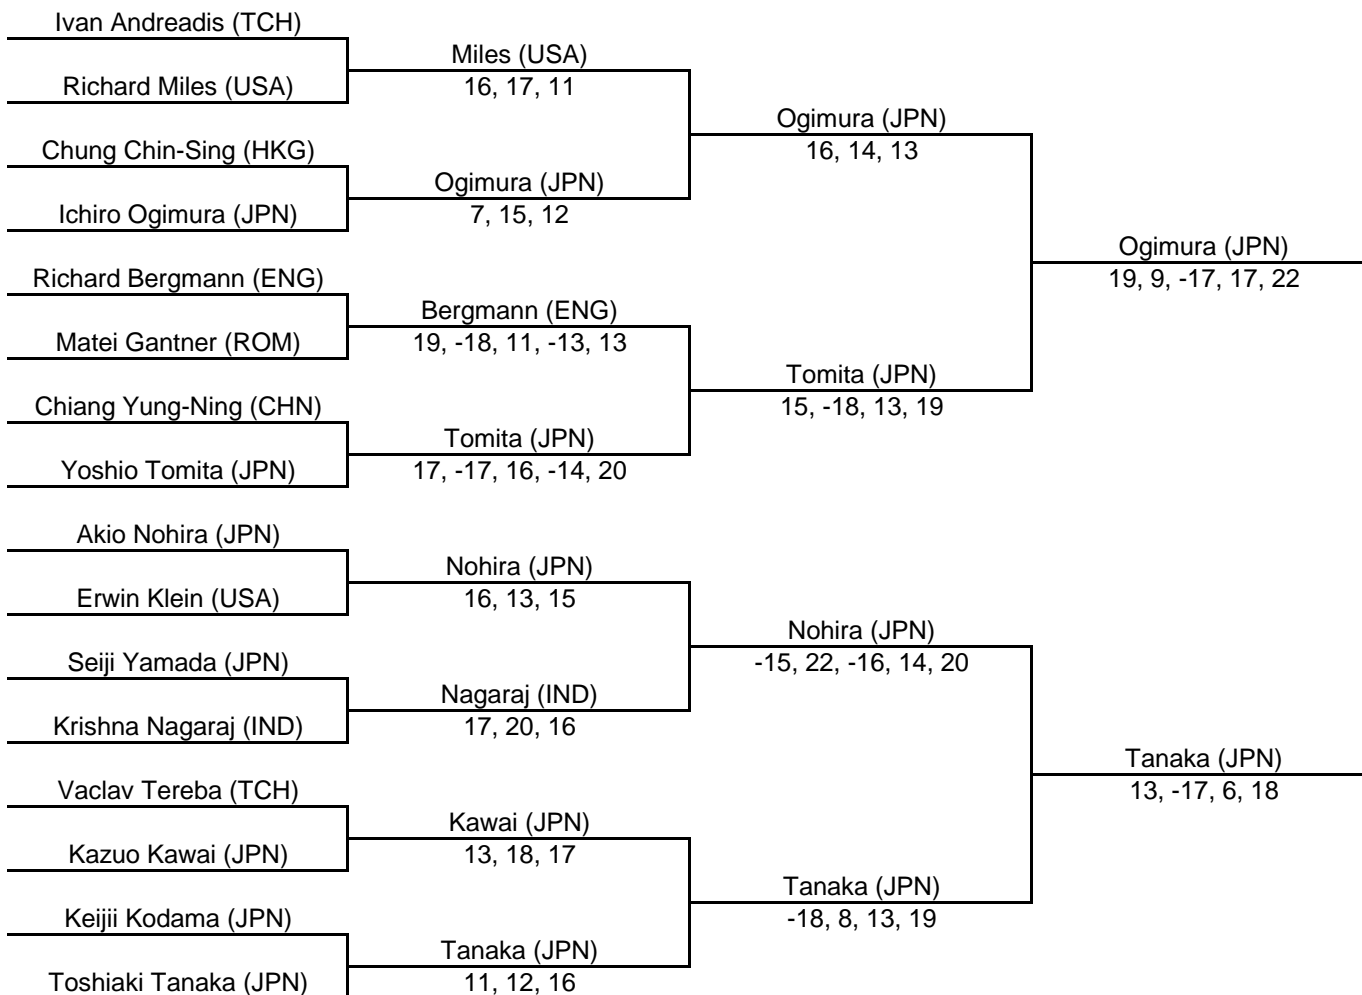 Ivan Andreadis (TCH)
Richard Miles (USA)
Chung Chin-Sing (HKG)
Ichiro Ogimura (JPN)
Richard Bergmann (ENG)
Matei Gantner (ROM)
Chiang Yung-Ning (CHN)
Yoshio Tomita (JPN)
Akio Nohira (JPN)
Erwin Klein (USA)
Seiji Yamada (JPN)
Krishna Nagaraj (IND)
Vaclav Tereba (TCH)
Kazuo Kawai (JPN)
Keijii Kodama (JPN)
Toshiaki Tanaka (JPN)
Miles (USA)
16, 17, 11
Ogimura (JPN)
7, 15, 12
Bergmann (ENG)
19, -18, 11, -13, 13
Tomita (JPN)
17, -17, 16, -14, 20
Nohira (JPN)
16, 13, 15
Nagaraj (IND)
17, 20, 16
Kawai (JPN)
13, 18, 17
Tanaka (JPN)
11, 12, 16
Ogimura (JPN)
16, 14, 13
Tomita (JPN)
15, -18, 13, 19
Nohira (JPN)
-15, 22, -16, 14, 20
Tanaka (JPN)
-18, 8, 13, 19
Ogimura (JPN)
19, 9, -17, 17, 22
Tanaka (JPN)
13, -17, 6, 18